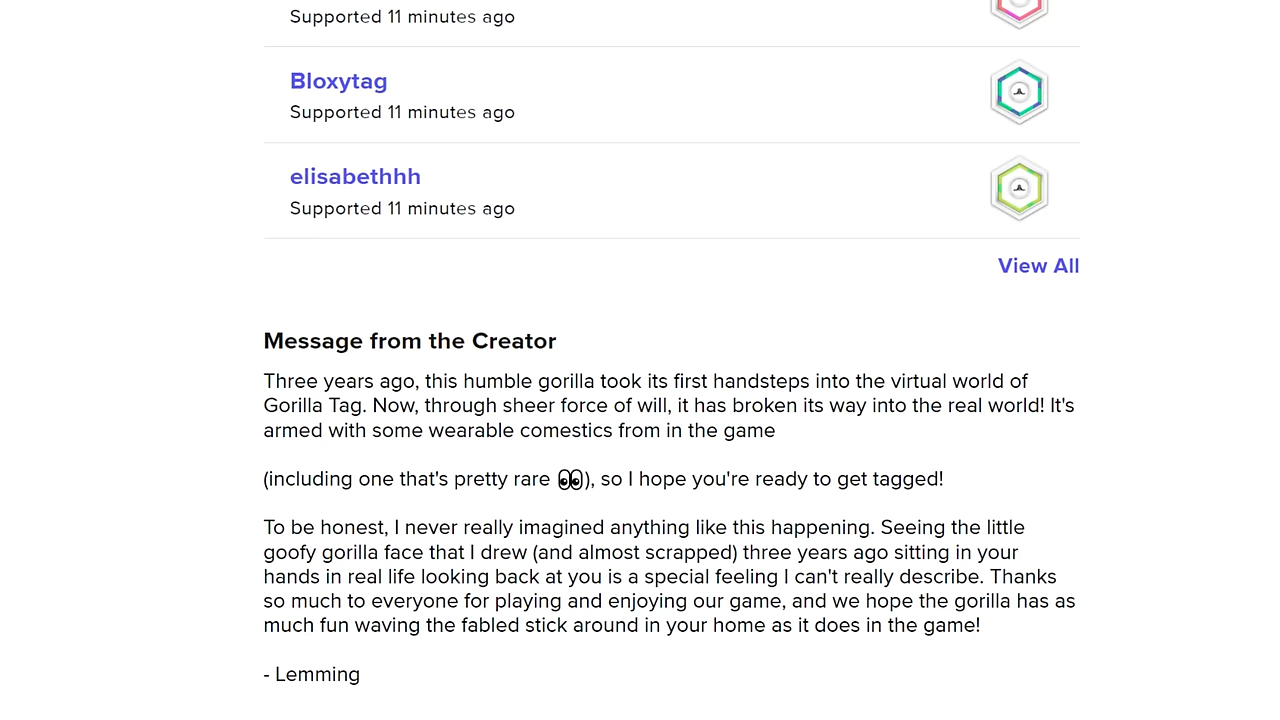 Supported 11 minutes ago
Bloxytag
Supported 11 minutes ago
elisabethhh
Supported 11 minutes ago
View All
Message from the Creator
Three years ago, this humble gorilla took its first handsteps into the virtual world of
Gorilla Tag. Now, through sheer force of will, it has broken its way into the real world! It's
armed with some wearable comestics from in the game
(including one that's pretty rare 👀), so I hope you're ready to get tagged!
To be honest, I never really imagined anything like this happening. Seeing the little
goofy gorilla face that I drew (and almost scrapped) three years ago sitting in your
hands in real life looking back at you is a special feeling I can't really describe. Thanks
so much to everyone for playing and enjoying our game, and we hope the gorilla has as
much fun waving the fabled stick around in your home as it does in the game!
- Lemming